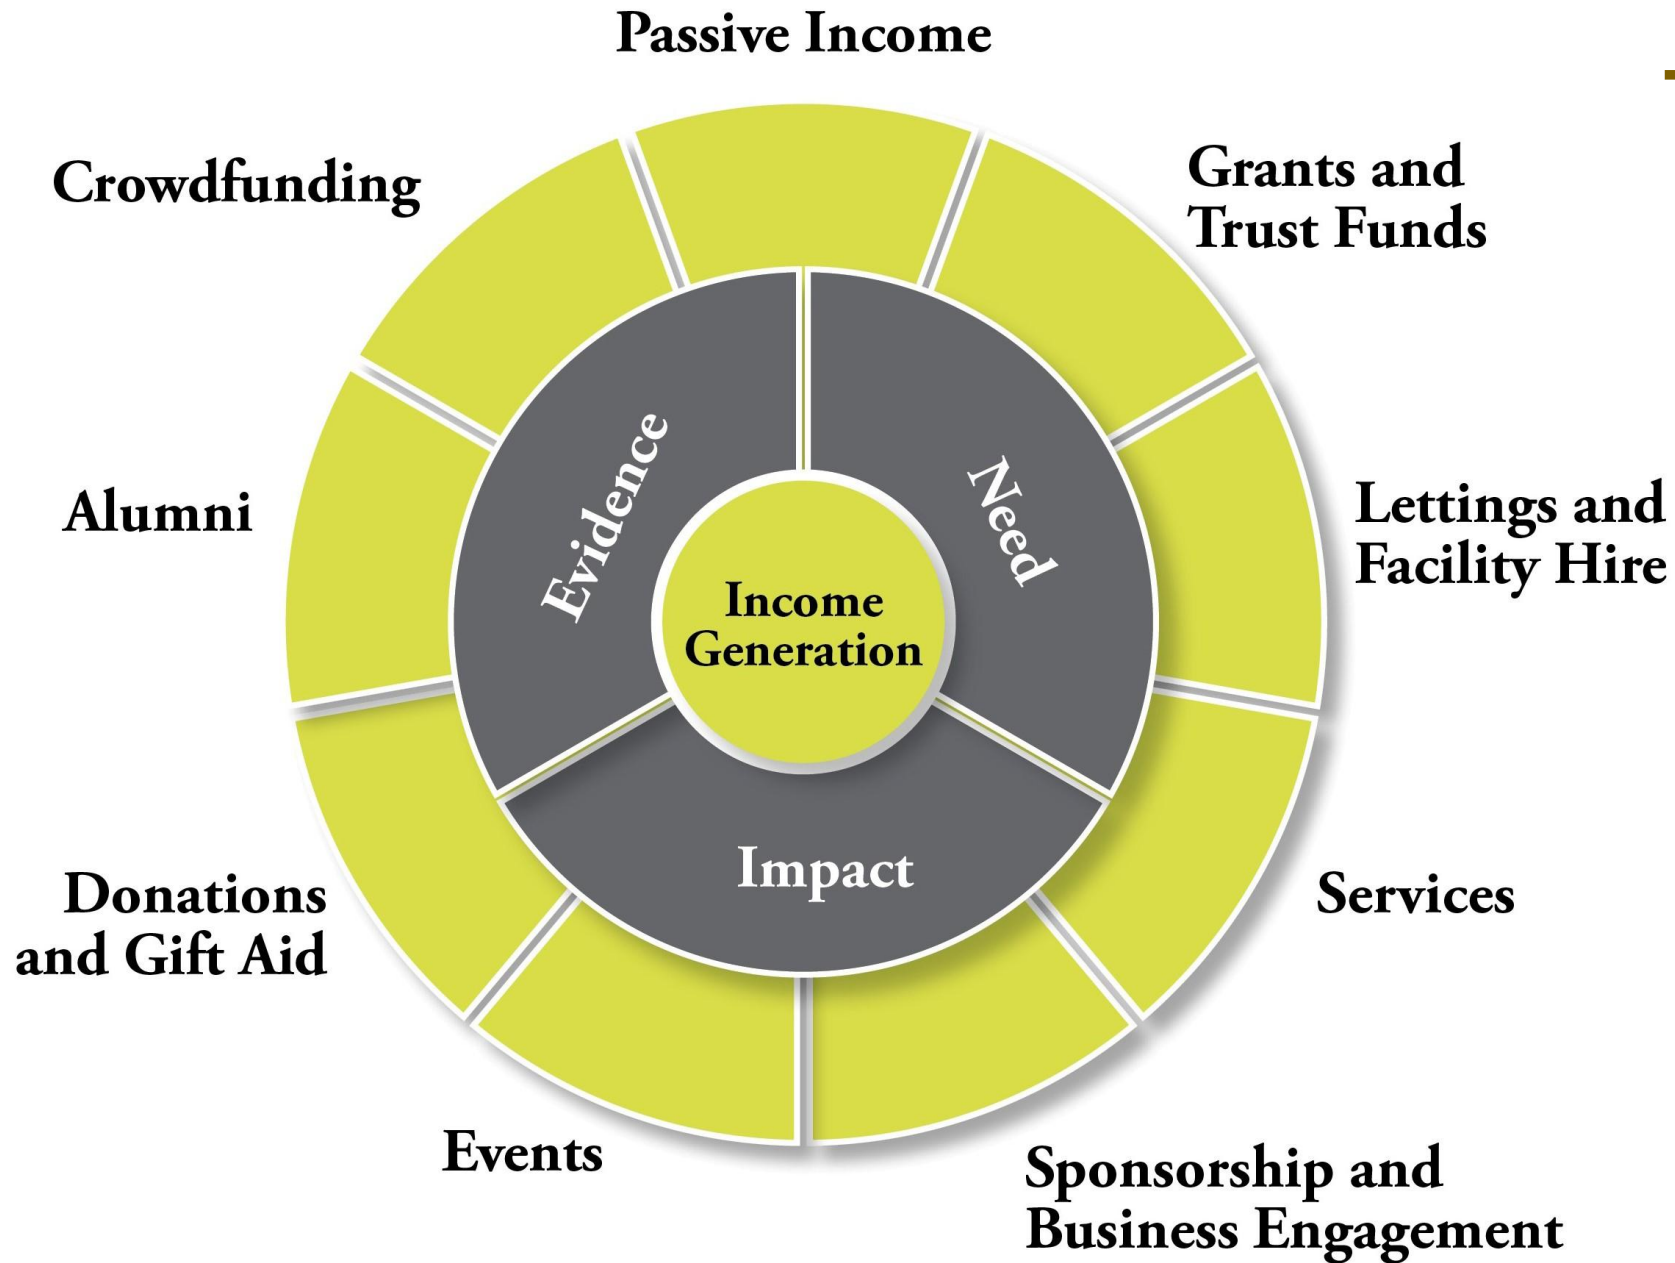 Passive Income
Grants and
Trust Funds
Lettings and
Facility Hire
Services
Sponsorship and
Business Engagement
Events
Donations
and Gift Aid
Alumni
Crowdfunding
Evidence
Need
Impact
Income
Generation